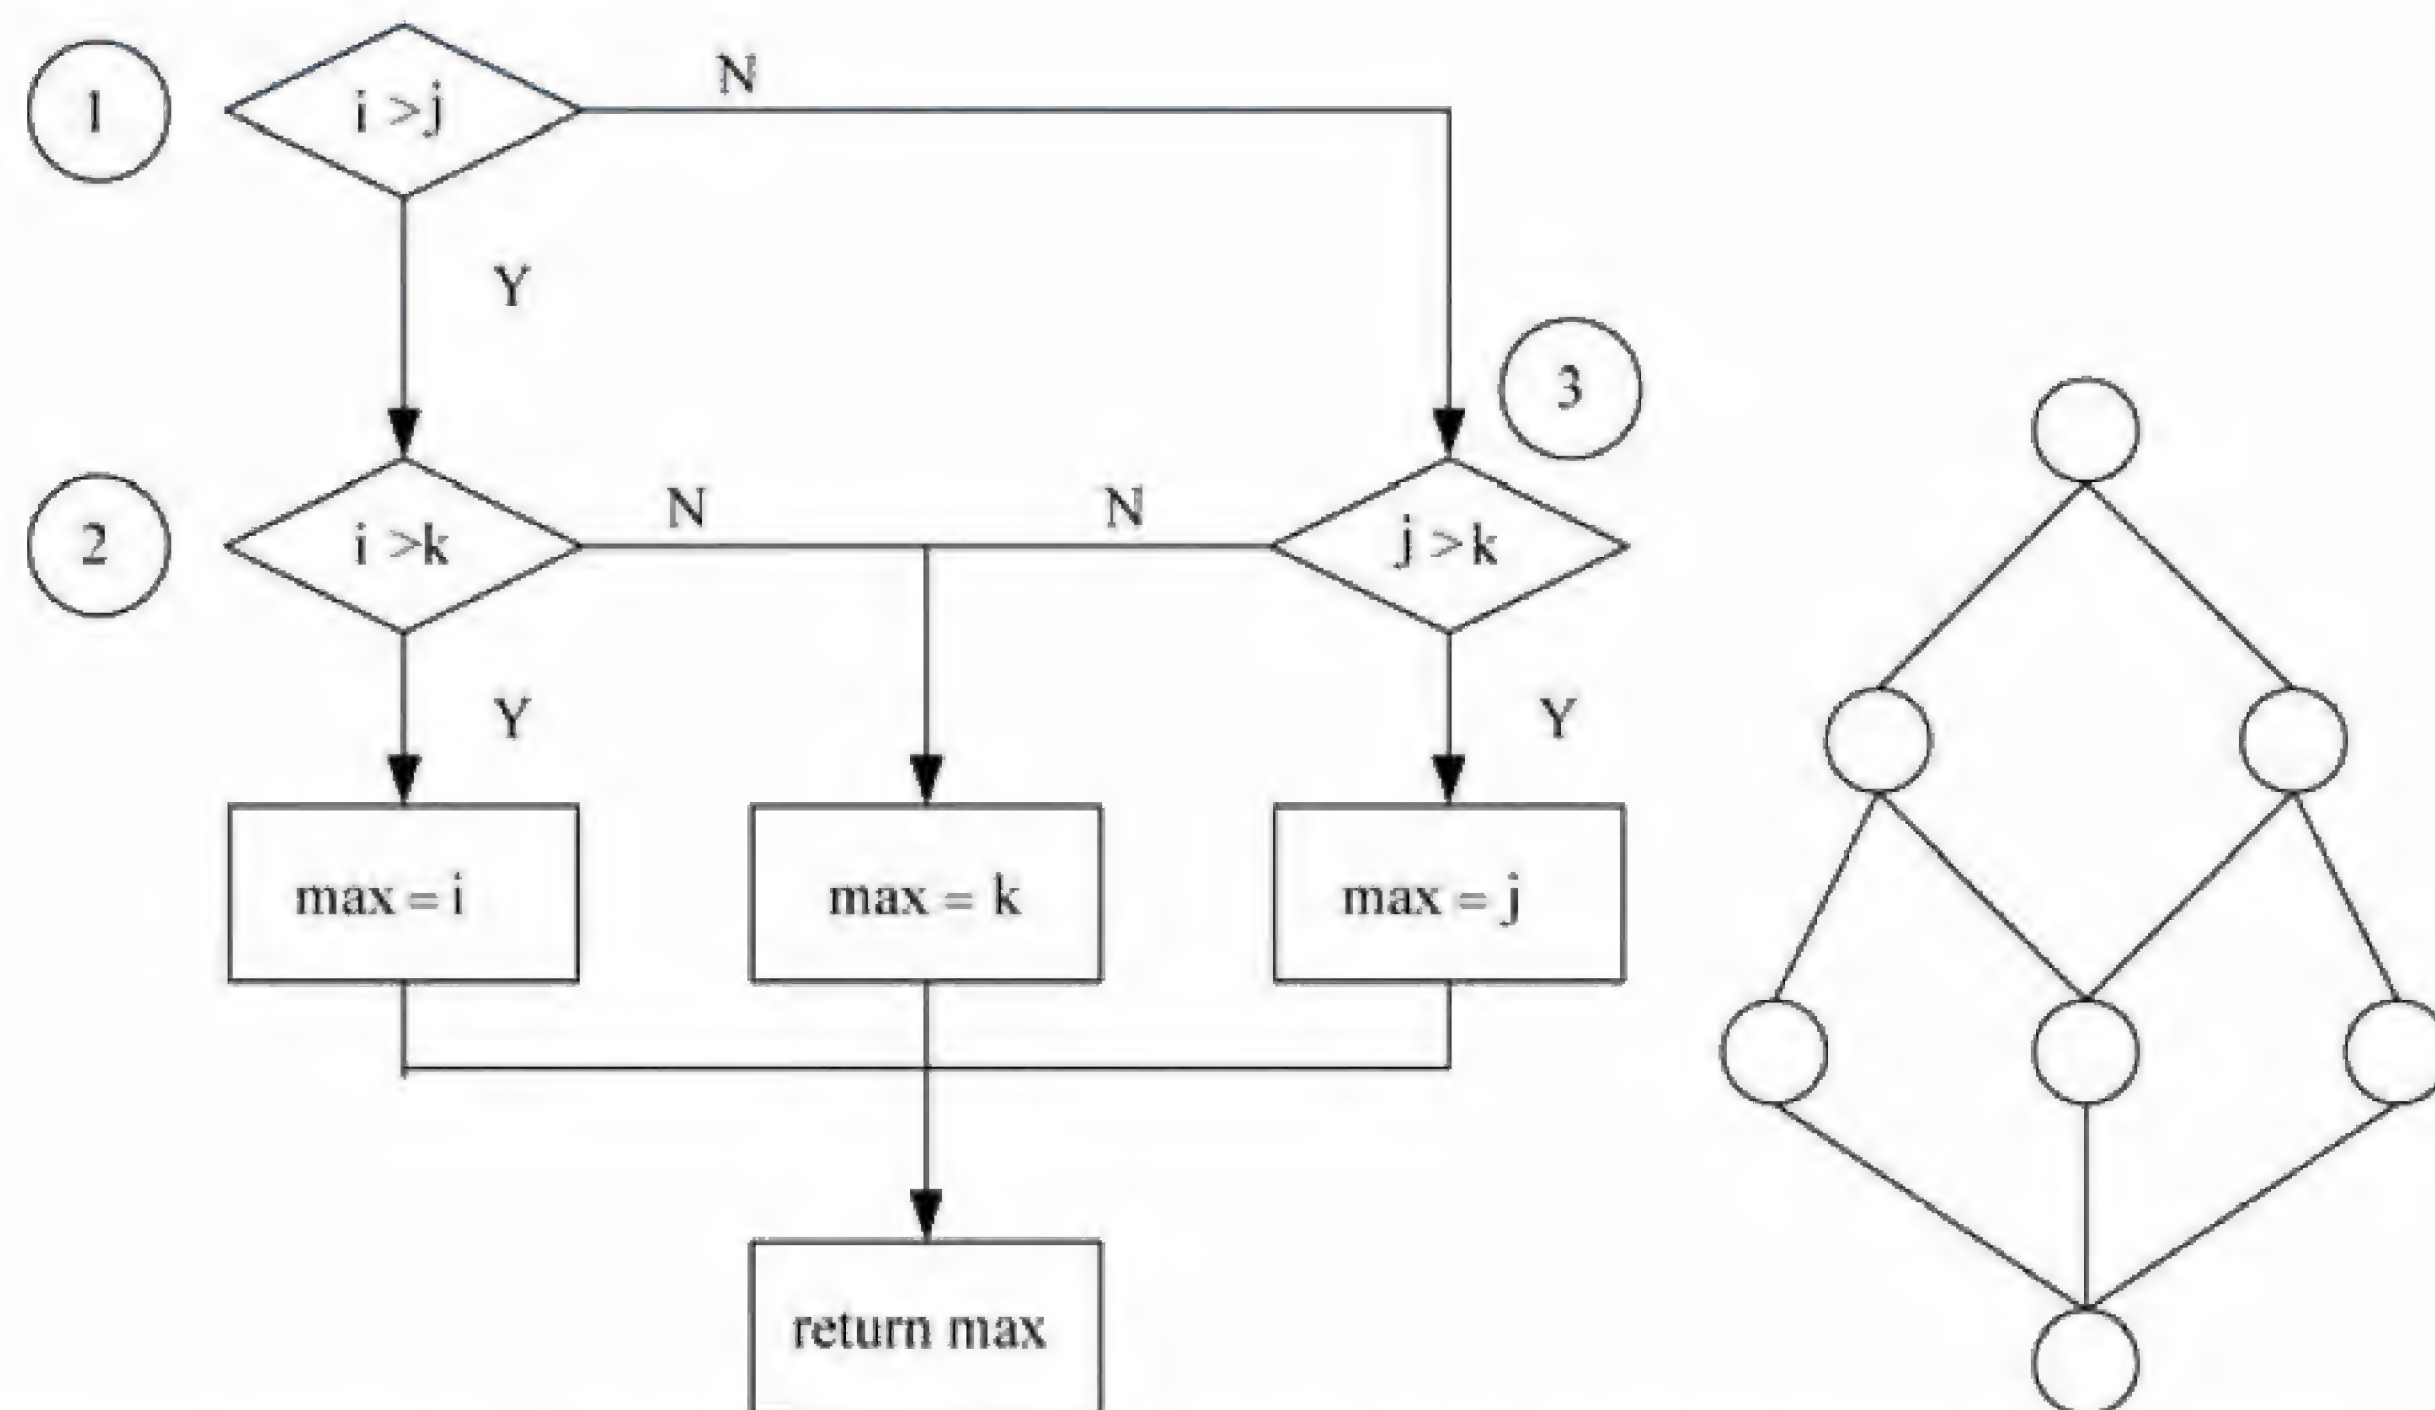 1
i >j
N
Y
3
2
i >k
N
N
j >k
Y
Y
max = i
max = k
max = j
return max